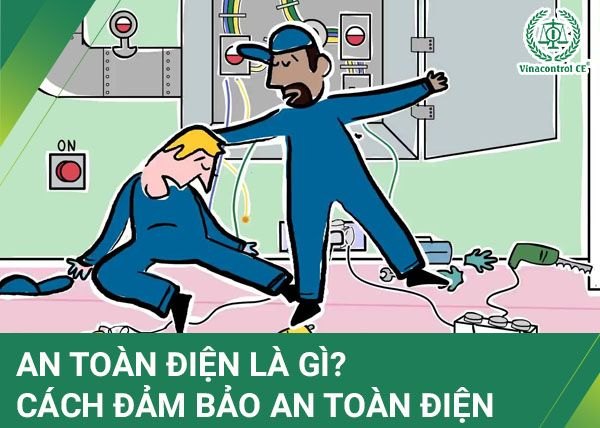 Vinacontrol CE
ON
AN TOÀN ĐIỆN LÀ GÌ?
CÁCH ĐẢM BẢO AN TOÀN ĐIỆN